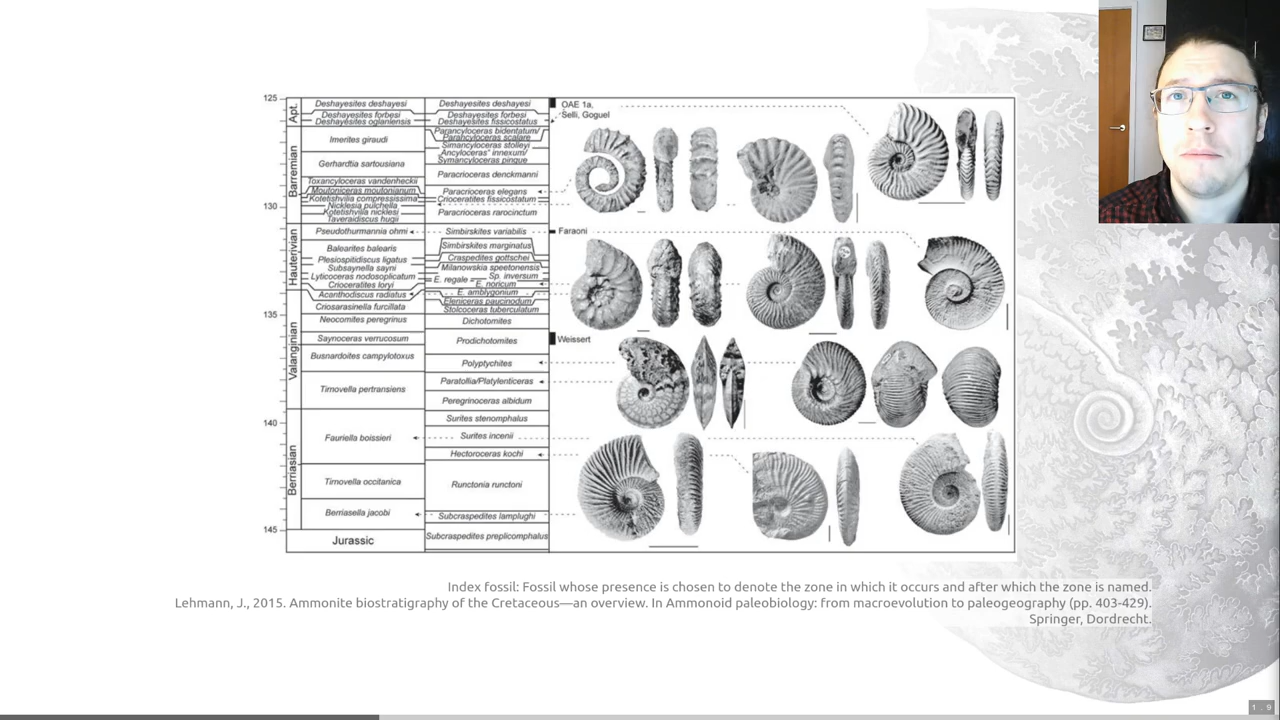 125
Apt.
Deshayesites deshayesi
Deshayesites forbesi
Deshayesites oglanlensis
Imerites giraudi
Gerhardtia sartousiana
Toxancyloceras vandenheckii
Moutoniceras moutonianum
Kotetishvilia compressissima
Nicklesia pulchella
Kotetishvilia nicklesi
Taveraidiscus hugii
Barremian
130
Pseudothurmannia ohmi
Balearites balearis
Plesiospitidiscus ligatus
Subsaynella sayni
Lyticoceras nodosoplicatum
Crioceratites loryi
Acanthodiscus radiatus
Hauterivian
Criosarasinella furcillata
135
Neocomites peregrinus
Saynoceras verrucosum
Busnardoites campylotoxus
Tirnovella pertransiens
Valanginian
140
Fauriella boissieri
Tirnovella occitanica
Berriasella jacobi
Berriasian
145
Jurassic
Deshayesites deshayesi
Deshayesites forbesi
Deshayesites fissicostatus
Parancyloceras bidentatum/
Parancyloceras scalare
Simancyloceras stolleyi
Ancyloceras" innexum/
Symancyloceras pingue
Paracrioceras denckmanni
Paracrioceras elegans
Crioceratites fissicostatum
Paracrioceras rarocinctum
Simbirskites variabilis
Simbirskites marginatus
Craspedites gottschei
Milanowskia speetonensis
E. regale
Sp. inversum
E. noricum
E. amblygonium
Eleniceras paucinodum
Stolcoceras tuberculatum
Dichotomites
Prodichotomites
Polyptychites
Paratollia/Platylenticeras
Peregrinoceras albidum
Surites stenomphalus
Surites incenii
Hectoroceras kochi
Runctonia runctoni
Subcraspedites lamplughi
Subcraspedites preplicomphalus
OAE 1a,
Selli, Goguel
Faraoni
Weissert
Index fossil: Fossil whose presence is chosen to denote the zone in which it occurs and after which the zone is named.
Lehmann, J., 2015. Ammonite biostratigraphy of the Cretaceous—an overview. In Ammonoid paleobiology: from macroevolution to paleogeography (pp. 403-429).
Springer, Dordrecht.
1 . 9